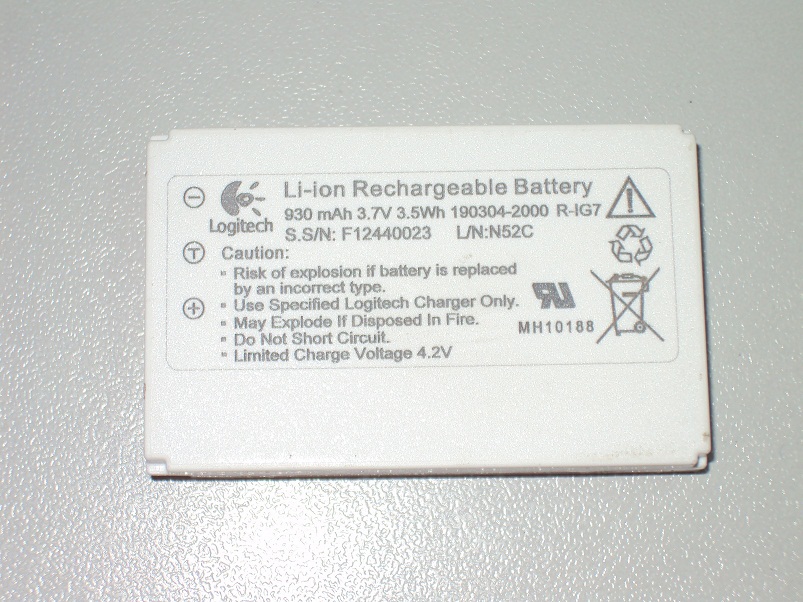 Logitech
Li-ion Rechargeable Battery
930 mAh 3.7V 3.5Wh 190304-2000 R-IG7
S.S/N: F12440023 L/N:N52C
T
Caution:
▪ Risk of explosion if battery is replaced
by an incorrect type.
▪ Use Specified Logitech Charger Only.
▪ May Explode If Disposed In Fire.
▪ Do Not Short Circuit.
▪ Limited Charge Voltage 4.2V
MH10188